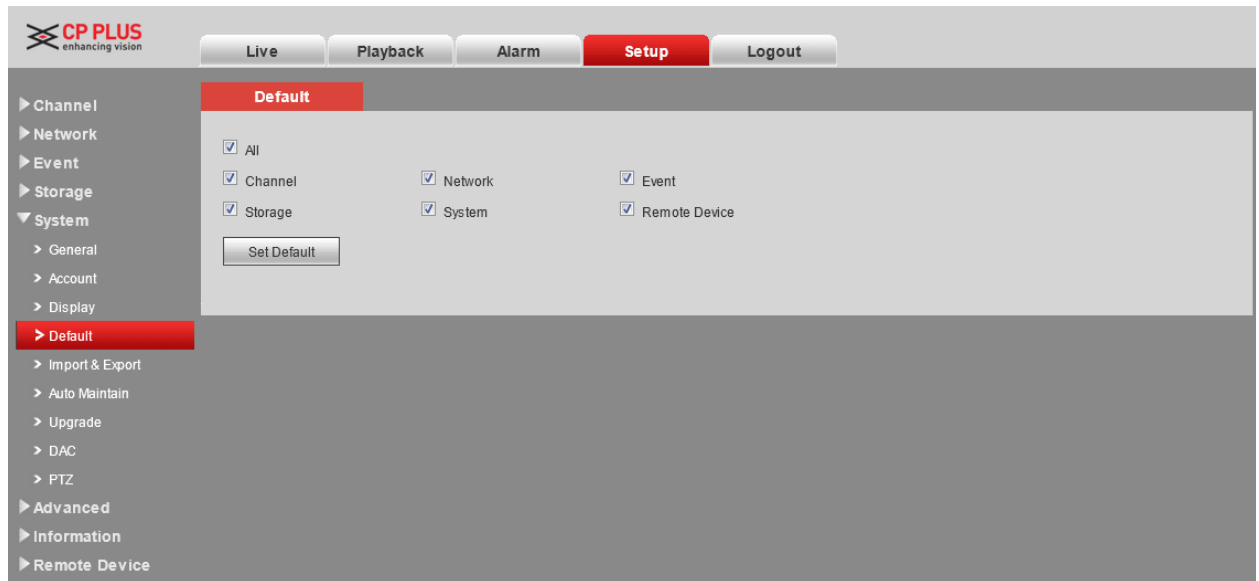 CP PLUS
enhancing vision
Live Playback Alarm Setup Logout
Channel
Network
Event
Storage
System
General
Account
Display
Default
Import & Export
Auto Maintain
Upgrade
DAC
PTZ
Advanced
Information
Remote Device
Default
All
Channel Network Event
Storage System Remote Device
Set Default